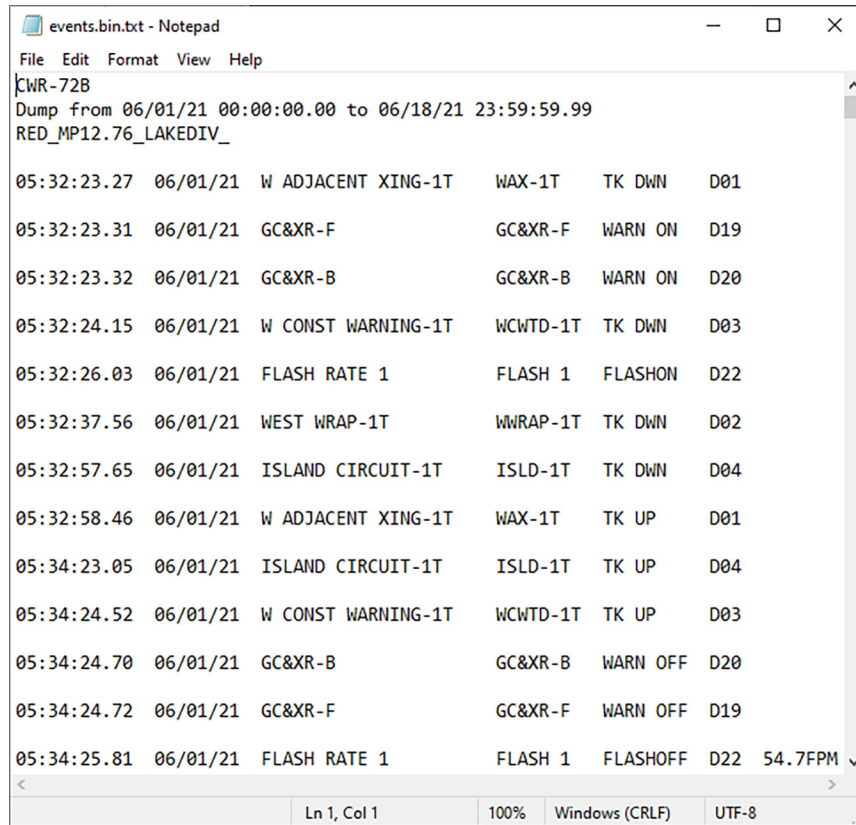 events.bin.txt - Notepad
File Edit Format View Help
CWR-72B
Dump from 06/01/21 00:00:00.00 to 06/18/21 23:59:59.99
RED_MP12.76_LAKEDIV_
05:32:23.27 06/01/21 W ADJACENT XING-1T WAX-1T TK DWN D01
05:32:23.31 06/01/21 GC&XR-F GC&XR-F WARN ON D19
05:32:23.32 06/01/21 GC&XR-B GC&XR-B WARN ON D20
05:32:24.15 06/01/21 W CONST WARNING-1T WCWTD-1T TK DWN D03
05:32:26.03 06/01/21 FLASH RATE 1 FLASH 1 FLASHON D22
05:32:37.56 06/01/21 WEST WRAP-1T WWRAP-1T TK DWN D02
05:32:57.65 06/01/21 ISLAND CIRCUIT-1T ISLD-1T TK DWN D04
05:32:58.46 06/01/21 W ADJACENT XING-1T WAX-1T TK UP D01
05:34:23.05 06/01/21 ISLAND CIRCUIT-1T ISLD-1T TK UP D04
05:34:24.52 06/01/21 W CONST WARNING-1T WCWTD-1T TK UP D03
05:34:24.70 06/01/21 GC&XR-B GC&XR-B WARN OFF D20
05:34:24.72 06/01/21 GC&XR-F GC&XR-F WARN OFF D19
05:34:25.81 06/01/21 FLASH RATE 1 FLASH 1 FLASHOFF D22 54.7FPM
Ln 1, Col 1 100% Windows (CRLF) UTF-8